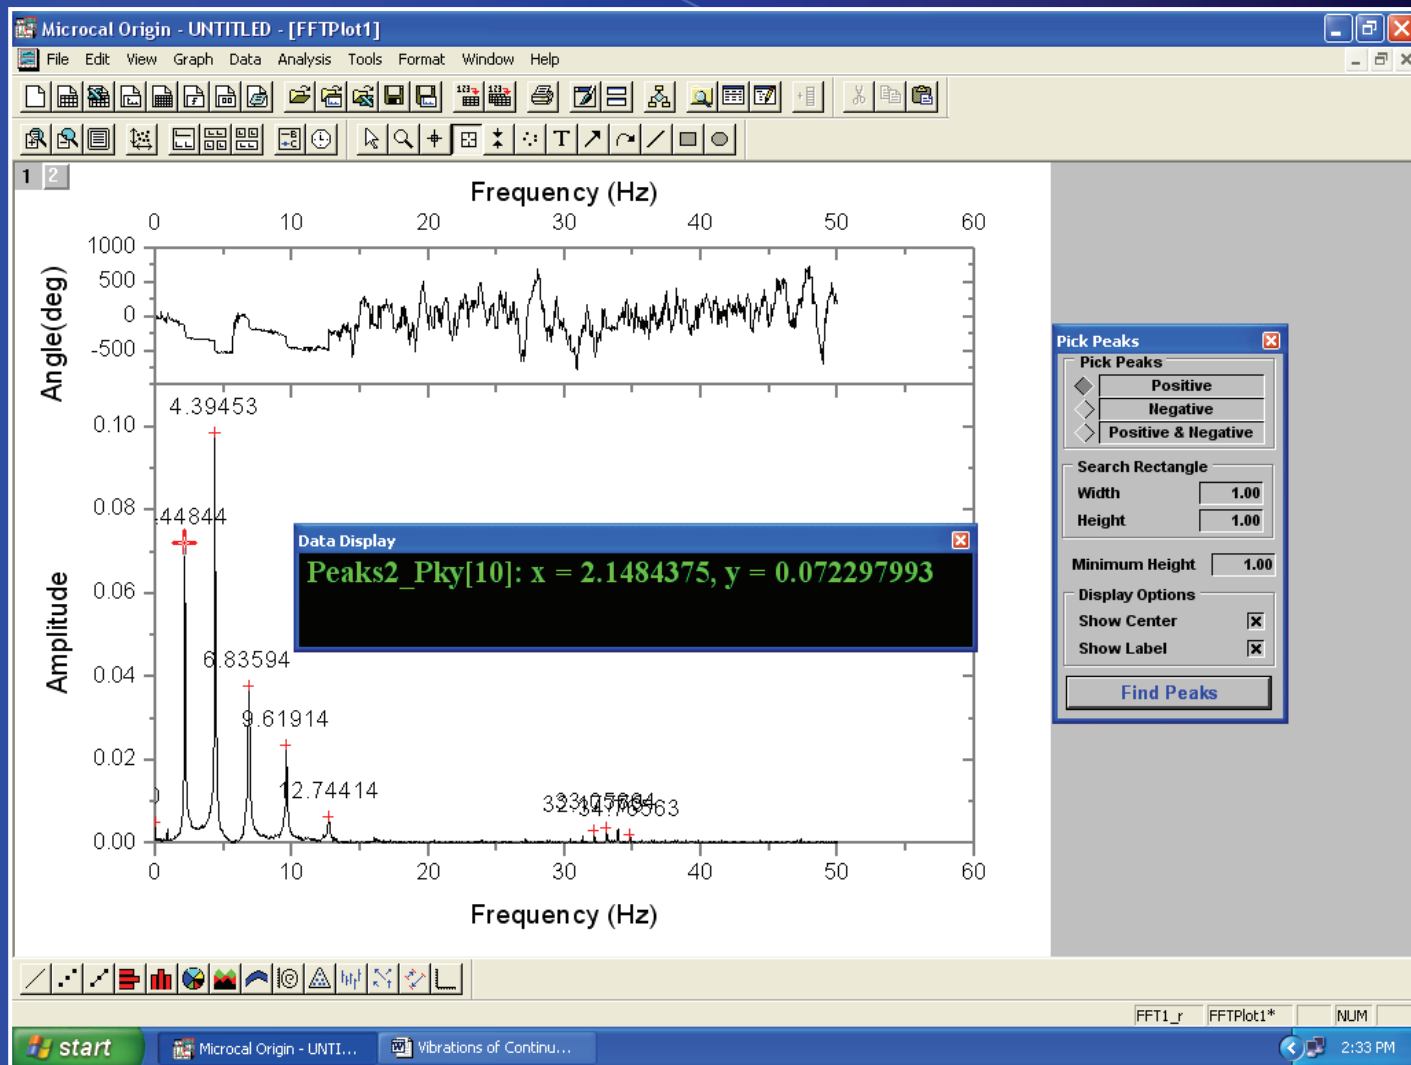 Microcal Origin - UNTITLED - [FFTPlot1]
File Edit View Graph Data Analysis Tools Format Window Help
1 2
Frequency (Hz)
0 10 20 30 40 50 60
Angle(deg)
1000
500
0
-500
4.39453
Amplitude
0.10
0.08
.44844
0.06
6.83594
0.04
9.61914
0.02
12.74414
0.00
0 10 20 30 40 50 60
Frequency (Hz)
Data Display
Peaks2_Pky[10]: x = 2.1484375, y = 0.072297993
Pick Peaks
Pick Peaks
Positive
Negative
Positive & Negative
Search Rectangle
Width 1.00
Height 1.00
Minimum Height 1.00
Display Options
Show Center
Show Label
Find Peaks
FFT1_r FFTPlot1* NUM
start Microcal Origin - UNTI... Vibrations of Continu... 2:33 PM